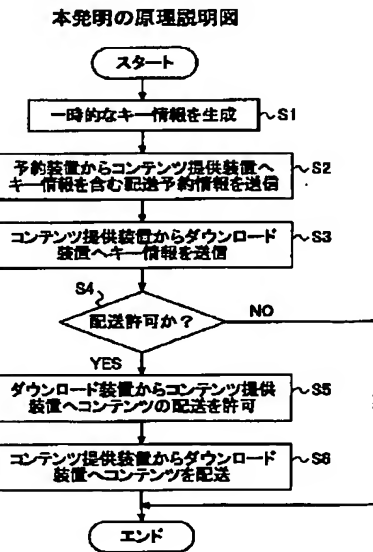 本発明の原理説明図
スタート
一時的なキー情報を生成
S1
予約装置からコンテンツ提供装置へ
キー情報を含む配送予約情報を送信
S2
コンテンツ提供装置からダウンロード
装置へキー情報を送信
S3
S4
配送許可か?
NO
YES
ダウンロード装置からコンテンツ提供
装置へコンテンツの配送を許可
S5
コンテンツ提供装置からダウンロード
装置へコンテンツを配送
S6
エンド